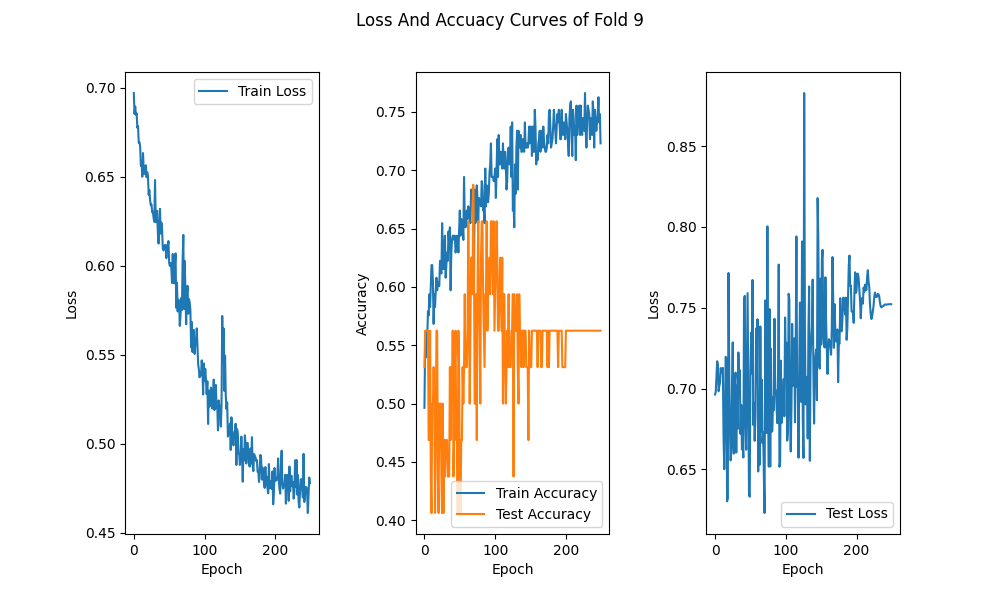 Loss And Accuacy Curves of Fold 9
Train Loss
0.70
0.65
0.60
0.55
0.50
0.45
Loss
0
100
200
Epoch
0.75
0.70
0.65
0.60
0.55
0.50
0.45
0.40
Accuracy
Train Accuracy
Test Accuracy
0
100
200
Epoch
0.85
0.80
0.75
0.70
0.65
Loss
Test Loss
0
100
200
Epoch